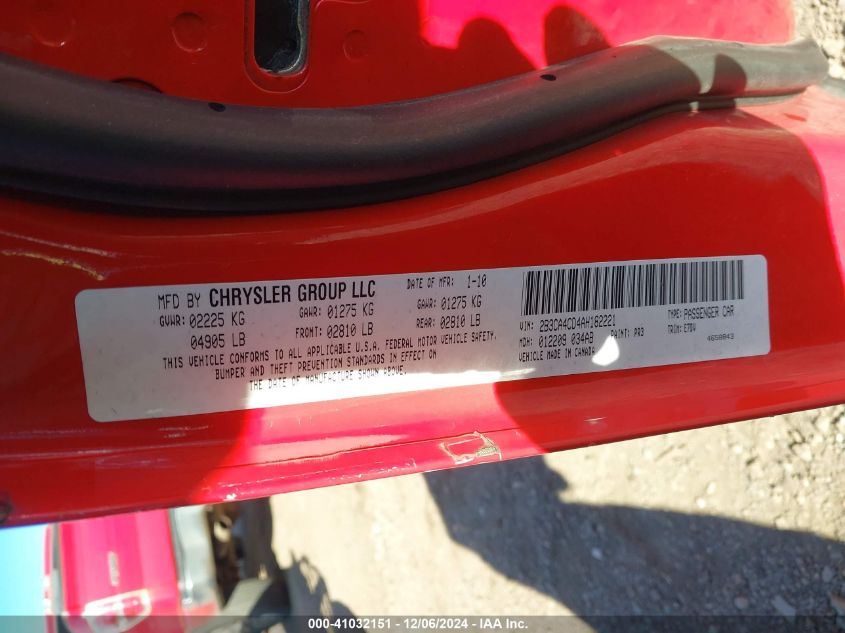 MFD BY CHRYSLER GROUP LLC DATE OF MFR: 1-10
GVWR: 02225 KG GAWR: 01275 KG GAWR: 01275 KG
04905 LB FRONT: 02810 LB REAR: 02810 LB
THIS VEHICLE CONFORMS TO ALL APPLICABLE U.S.A. FEDERAL MOTOR VEHICLE SAFETY,
BUMPER AND THEFT PREVENTION STANDARDS IN EFFECT ON
THE DATE OF MANUFACTURE SHOWN ABOVE.
VIN: 2B3CA4CD4AH182221 TYPE: PASSENGER CAR
MDH: 012209 034AB PAINT: PR3 TRIM: E7DV
VEHICLE MADE IN CANADA 4658843
000-41032151 - 12/06/2024 - IAA Inc.